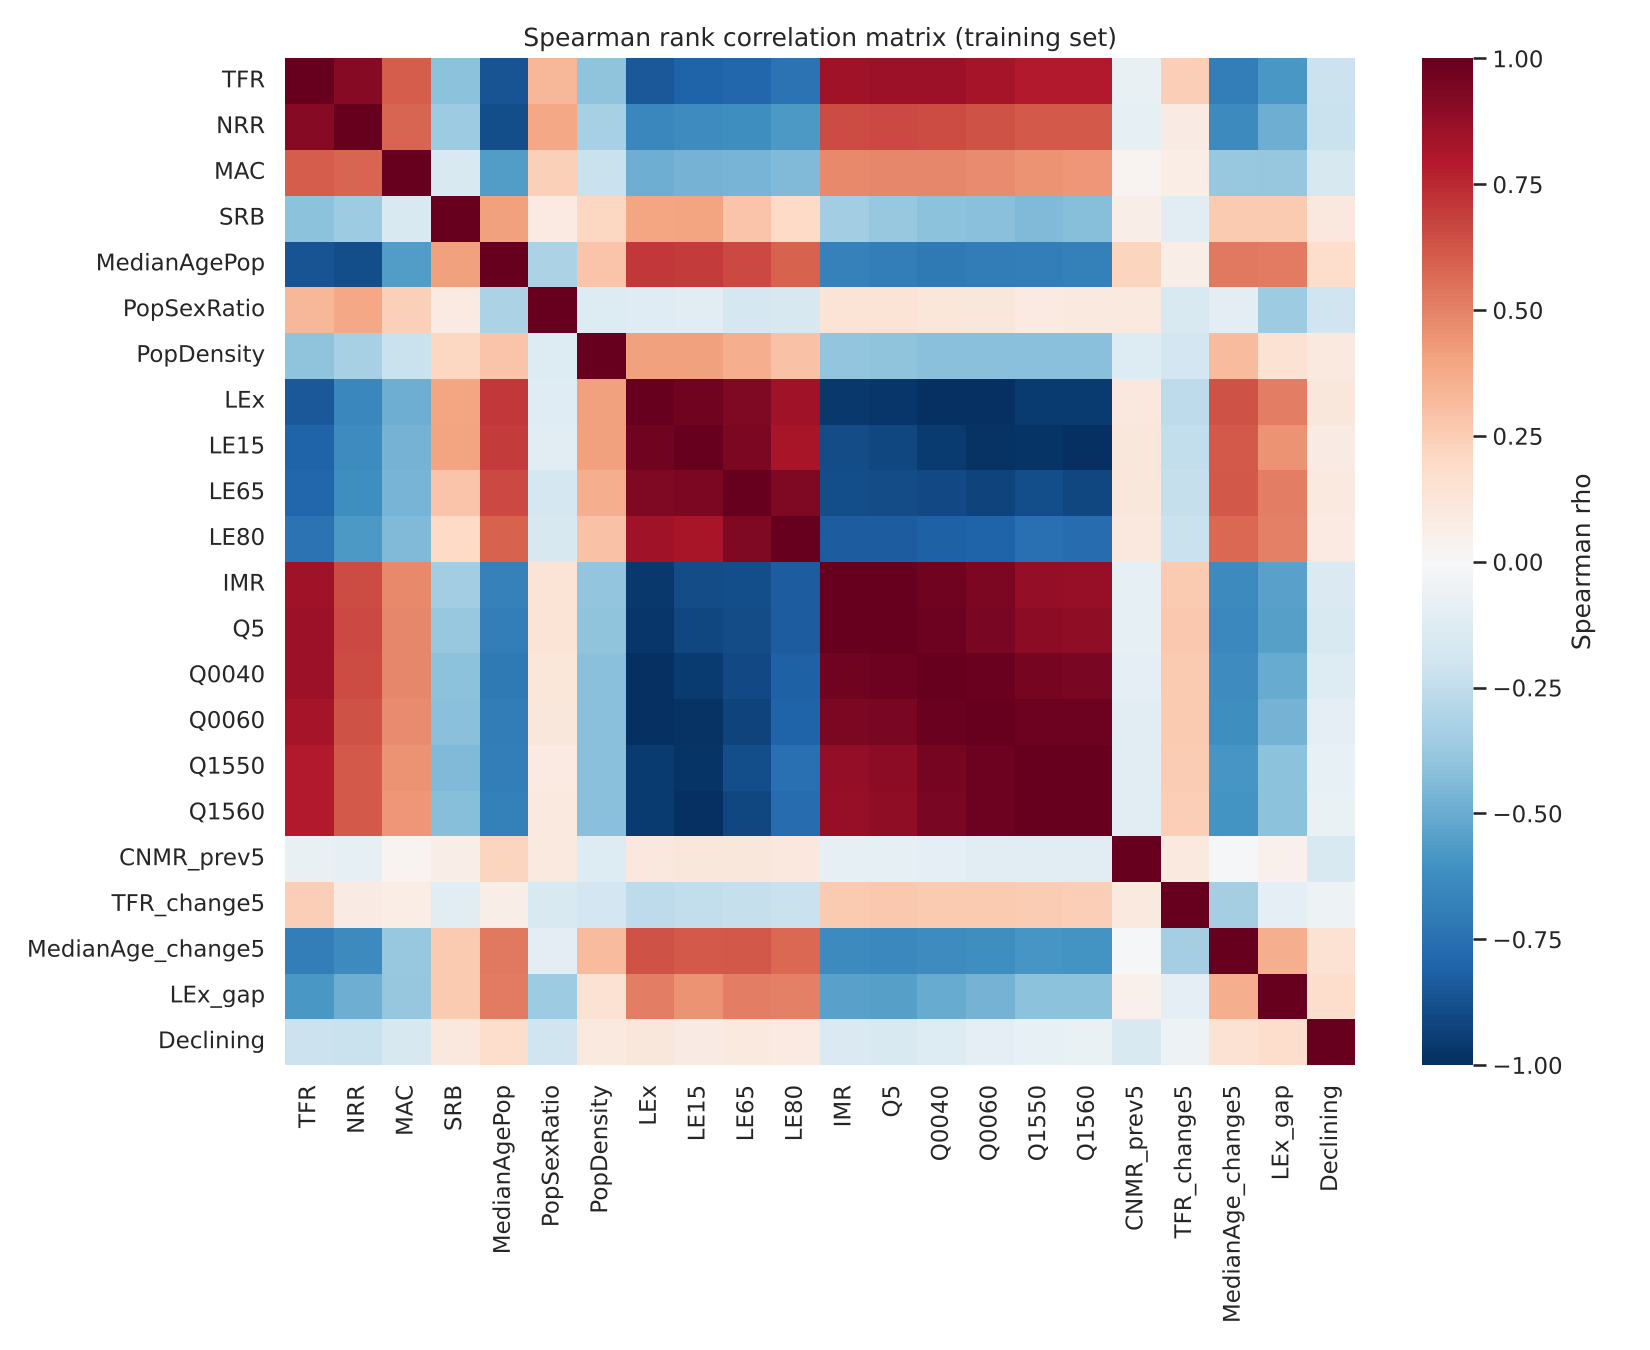 Spearman rank correlation matrix (training set)
TFR
NRR
MAC
SRB
MedianAgePop
PopSexRatio
PopDensity
LEx
LE15
LE65
LE80
IMR
Q5
Q0040
Q0060
Q1550
Q1560
CNMR_prev5
TFR_change5
MedianAge_change5
LEx_gap
Declining
TFR
NRR
MAC
SRB
MedianAgePop
PopSexRatio
PopDensity
LEx
LE15
LE65
LE80
IMR
Q5
Q0040
Q0060
Q1550
Q1560
CNMR_prev5
TFR_change5
MedianAge_change5
LEx_gap
Declining
1.00
0.75
0.50
0.25
0.00
−0.25
−0.50
−0.75
−1.00
Spearman rho